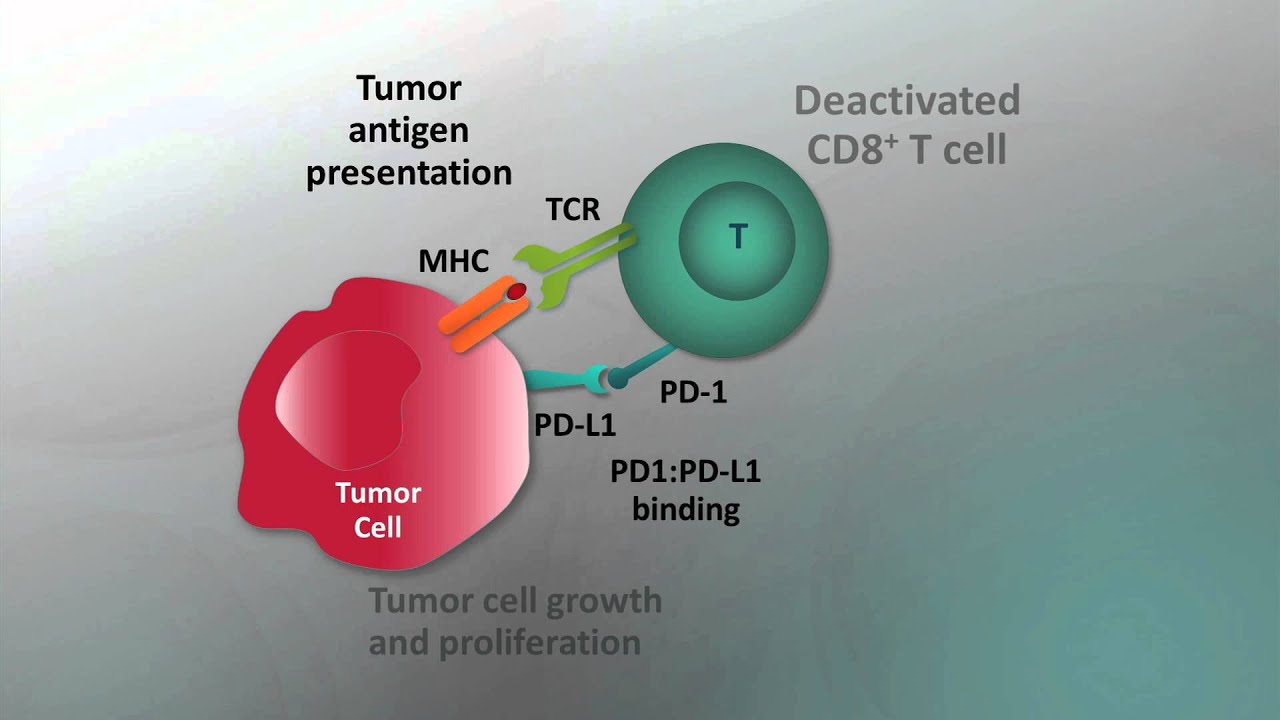 Tumor
antigen
presentation
Deactivated
CD8⁺ T cell
TCR
T
MHC
PD-1
PD-L1
PD1:PD-L1
binding
Tumor
Cell
Tumor cell growth
and proliferation